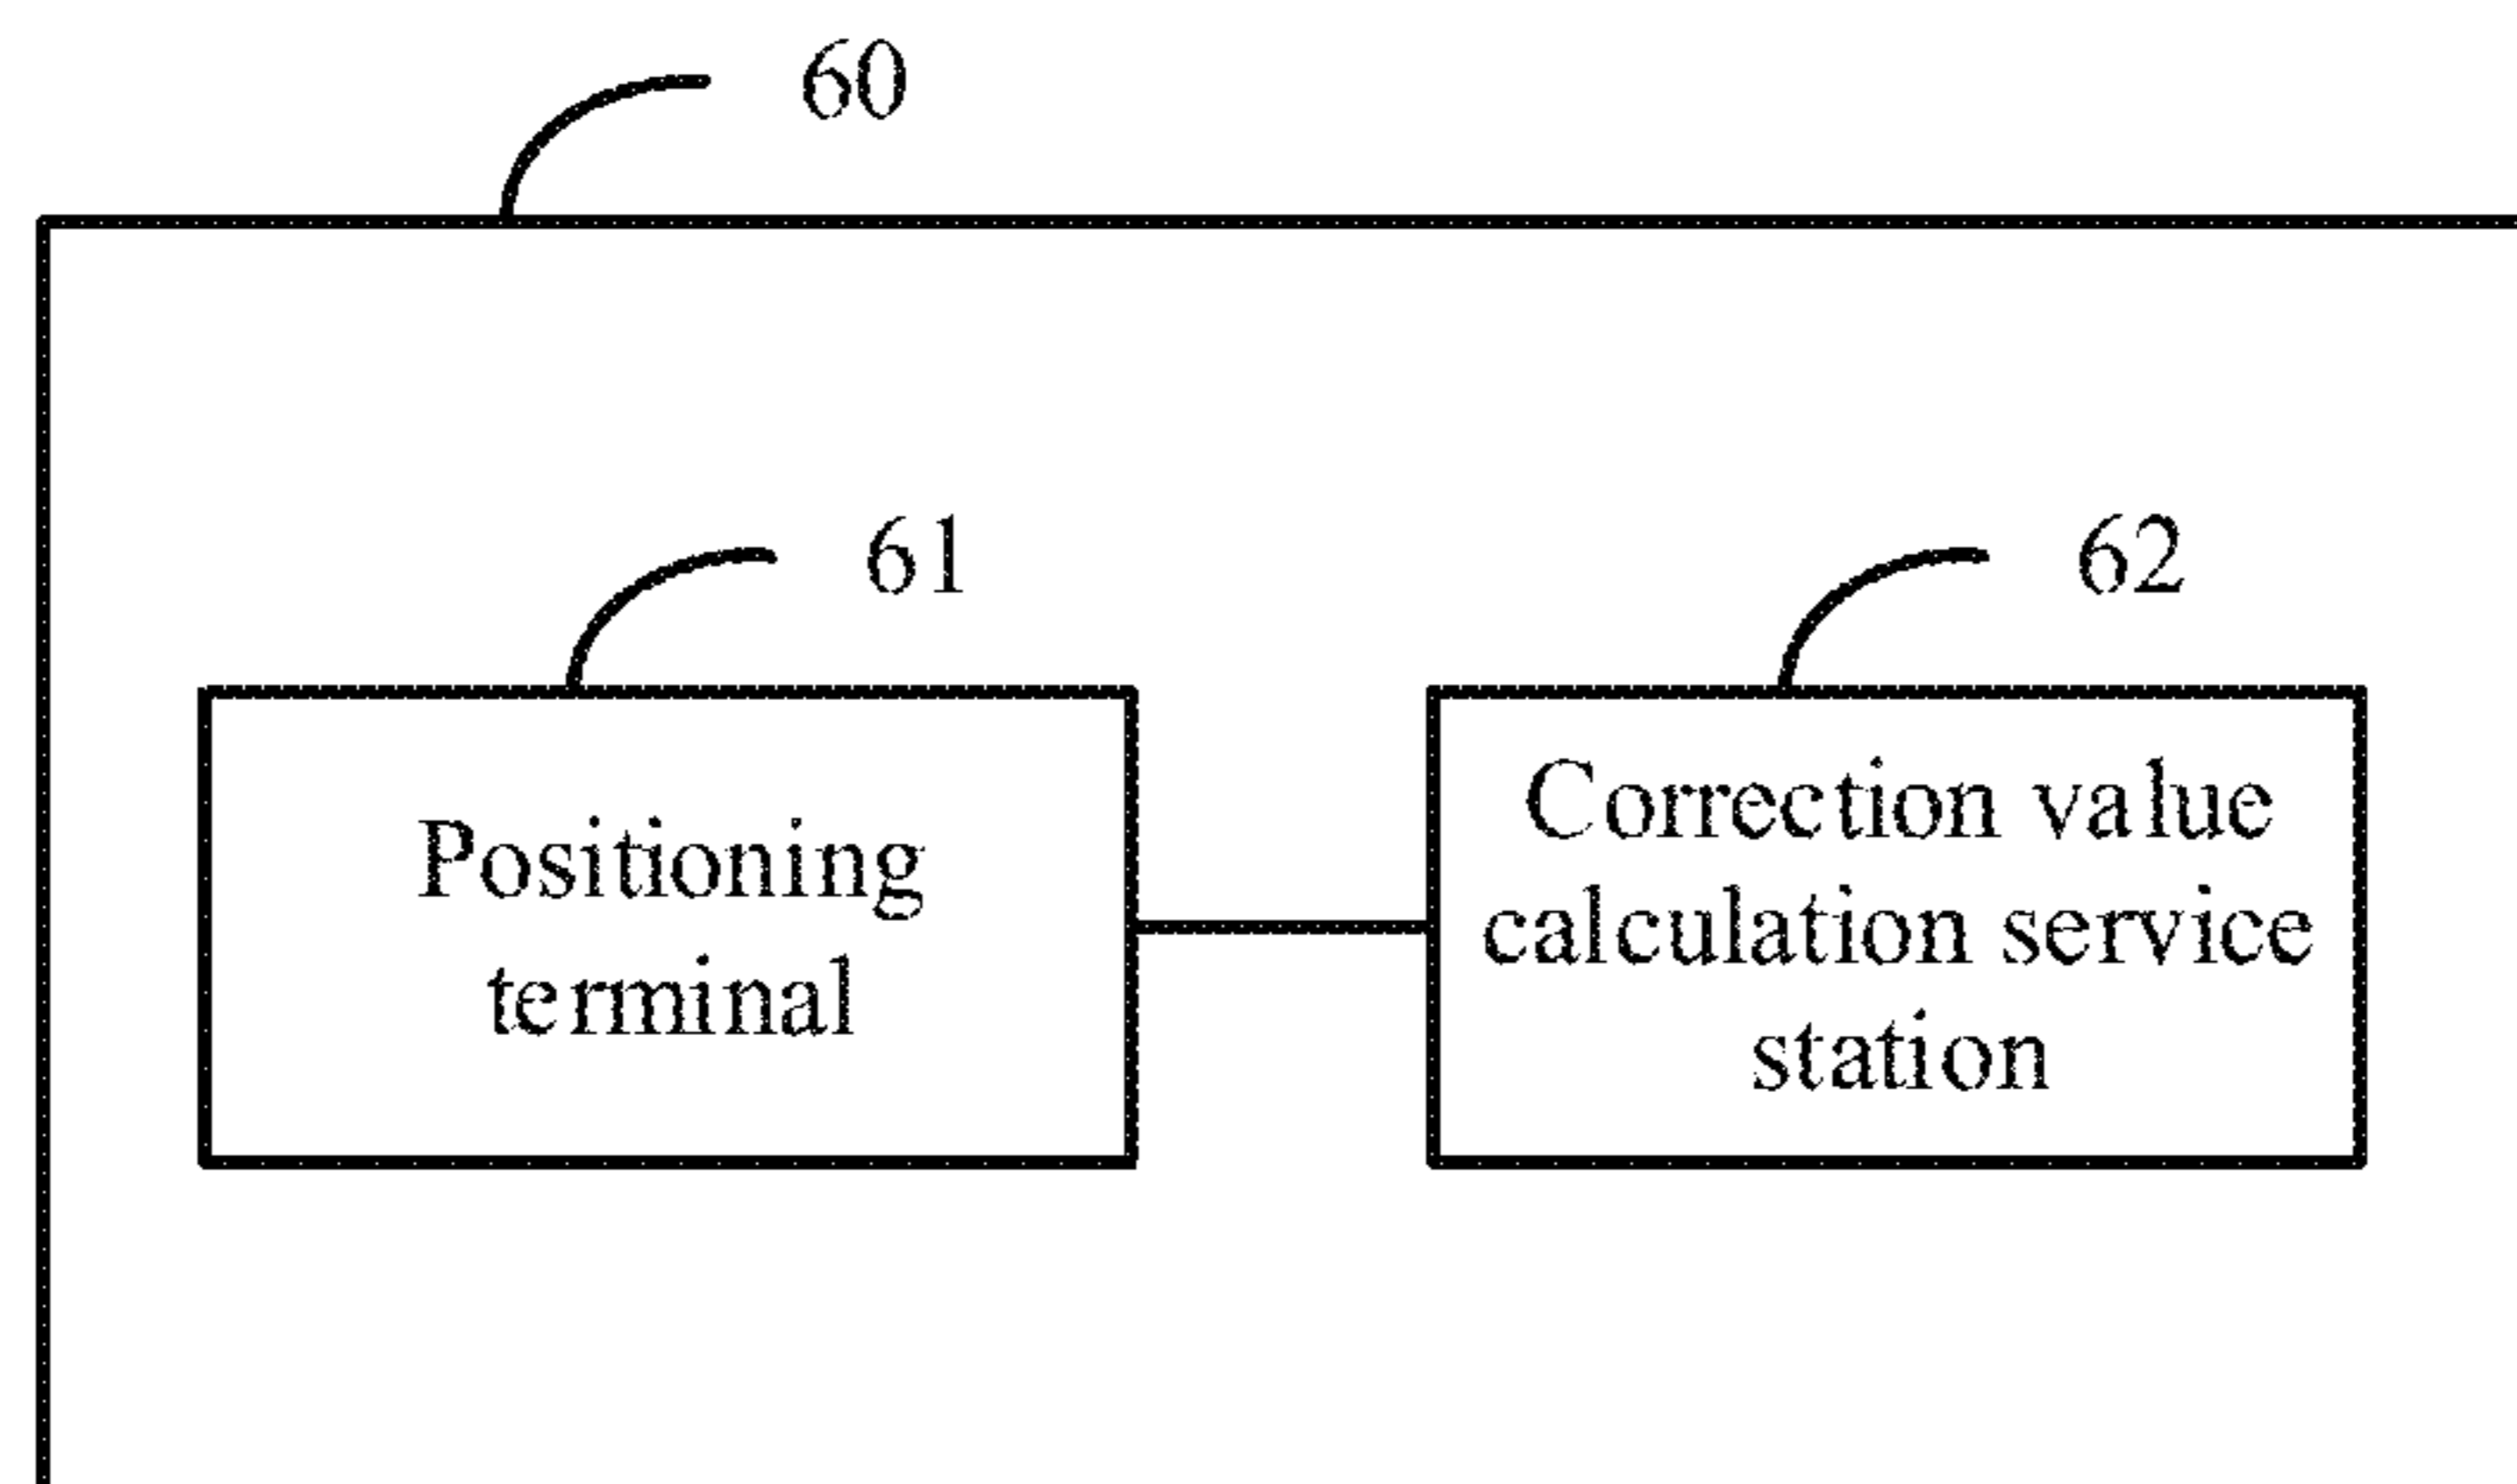 60
61
62
Positioning
terminal
Correction value
calculation service
station